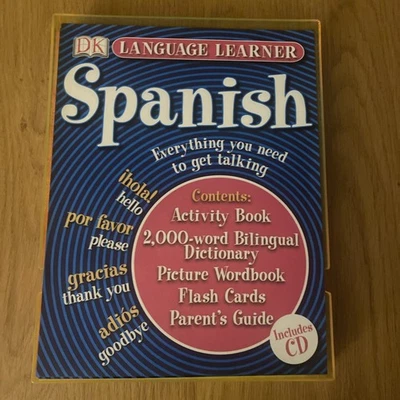 DK LANGUAGE LEARNER
Spanish
Everything you need
to get talking
¡hola!
hello
por favor
please
gracias
thank you
adiós
goodbye
Contents:
Activity Book
2,000-word Bilingual
Dictionary
Picture Wordbook
Flash Cards
Parent's Guide
Includes
CD